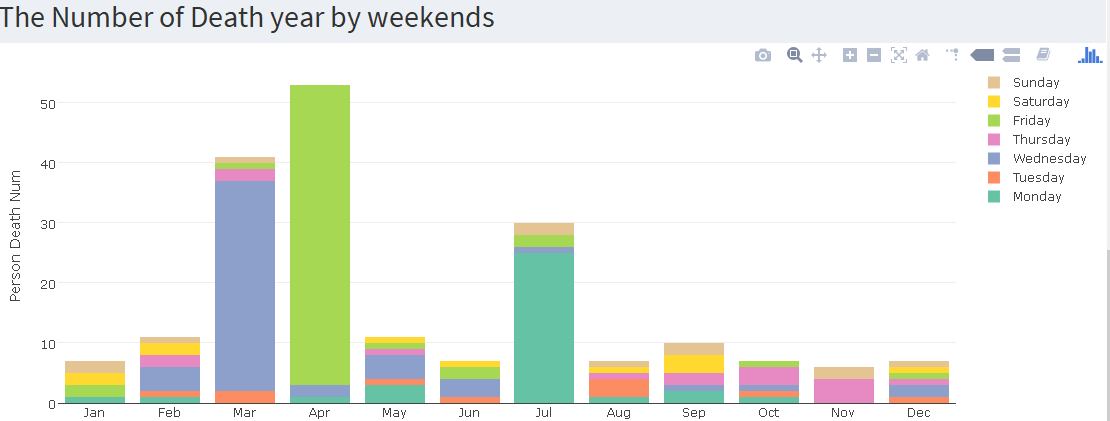 The Number of Death year by weekends
Sunday
Saturday
Friday
Thursday
Wednesday
Tuesday
Monday
Person Death Num
50
40
30
20
10
0
Jan Feb Mar Apr May Jun Jul Aug Sep Oct Nov Dec